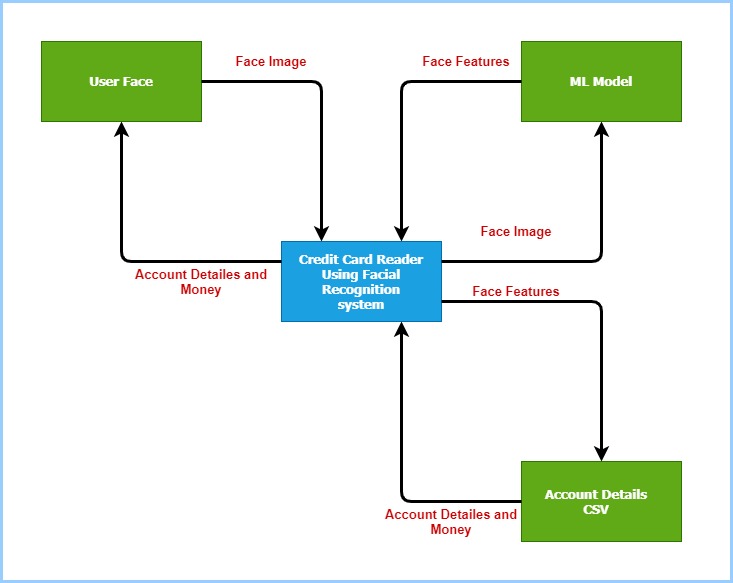 Face Image
Face Features
User Face
ML Model
Face Image
Credit Card Reader
Using Facial
Recognition
system
Account Detailes and
Money
Face Features
Account Details
CSV
Account Detailes and
Money